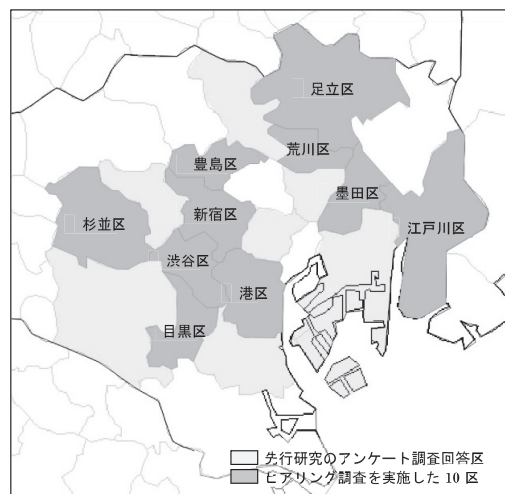 足立区
荒川区
豊島区
墨田区
杉並区
新宿区
江戸川区
渋谷区
港区
目黒区
先行研究のアンケート調査回答区
ヒアリング調査を実施した 10 区